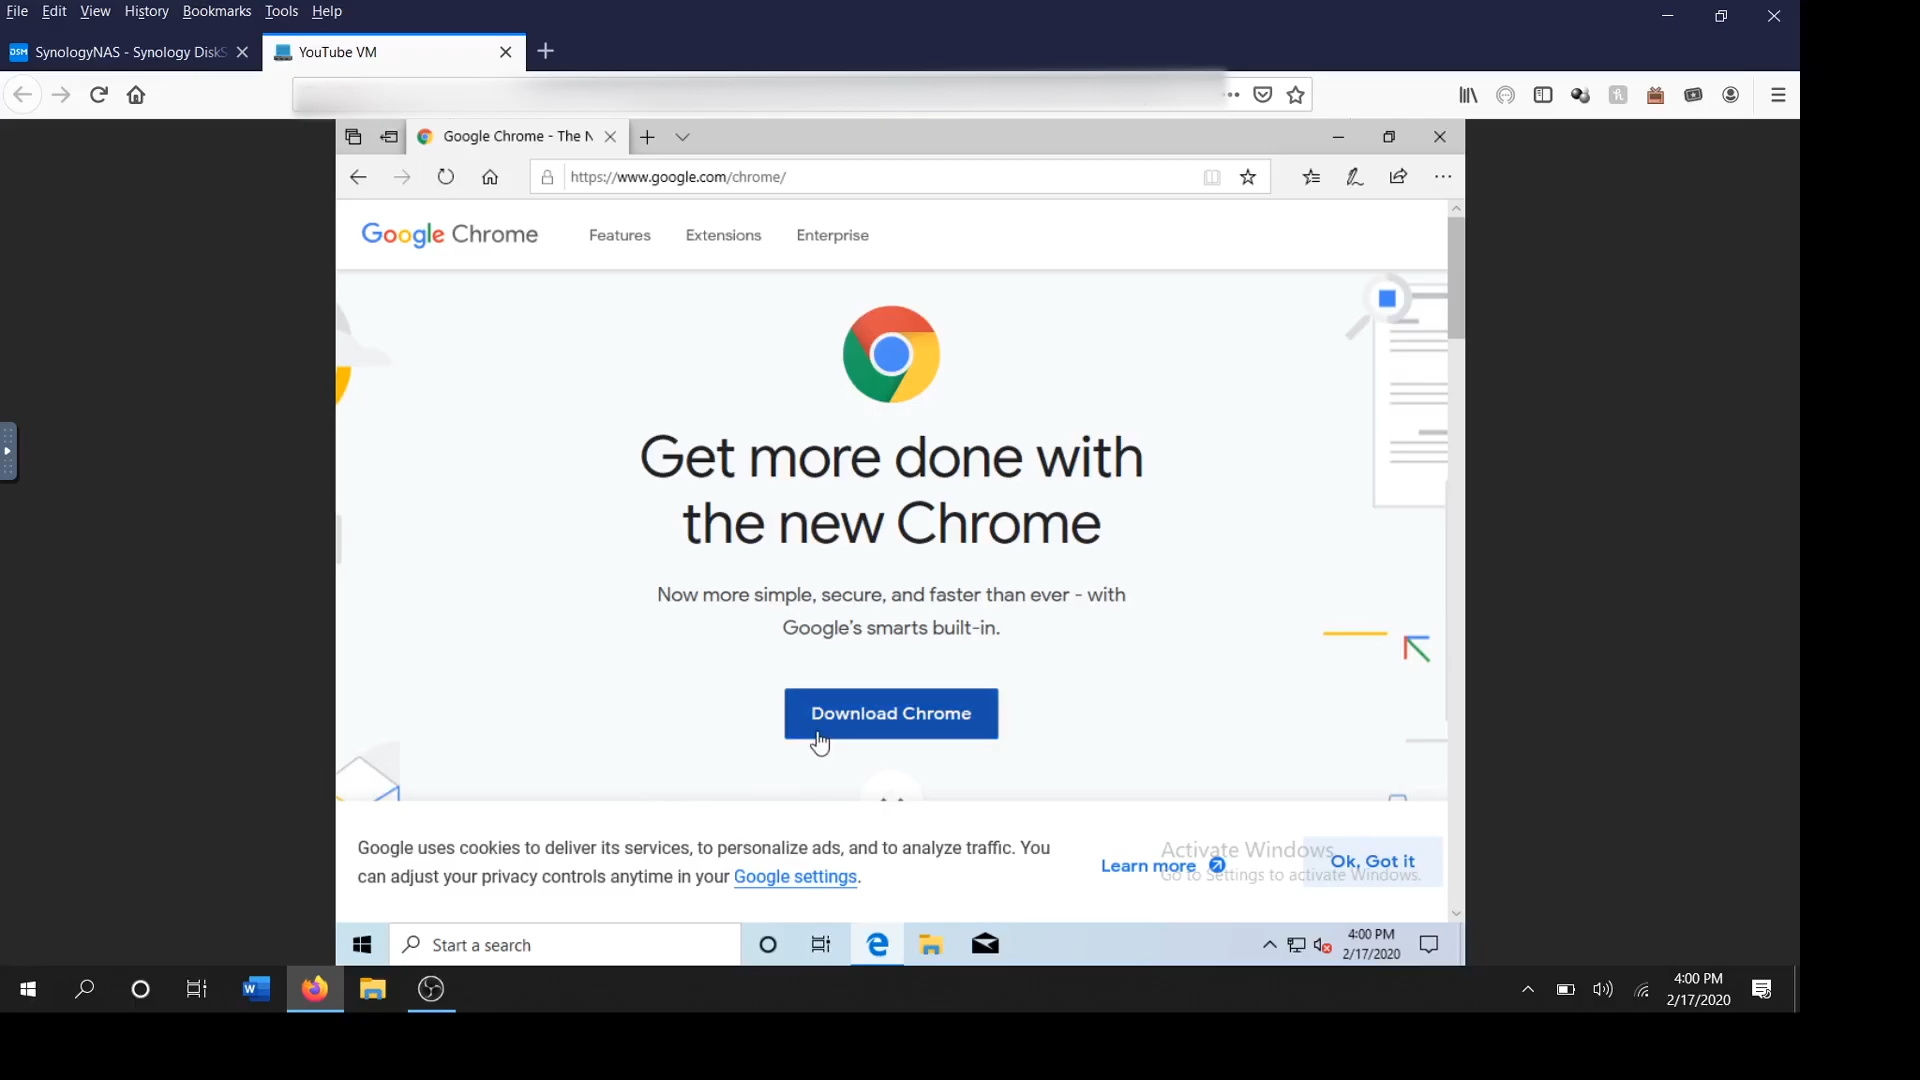 File Edit View History Bookmarks Tools Help
DSM SynologyNAS - Synology DiskS
YouTube VM
Google Chrome - The N
https://www.google.com/chrome/
Google Chrome Features Extensions Enterprise
Get more done with
the new Chrome
Now more simple, secure, and faster than ever - with
Google’s smarts built-in.
Download Chrome
Google uses cookies to deliver its services, to personalize ads, and to analyze traffic. You
can adjust your privacy controls anytime in your Google settings.
Learn more
Ok, Got it
Activate Windows
Go to Settings to activate Windows.
Start a search
4:00 PM
2/17/2020
4:00 PM
2/17/2020